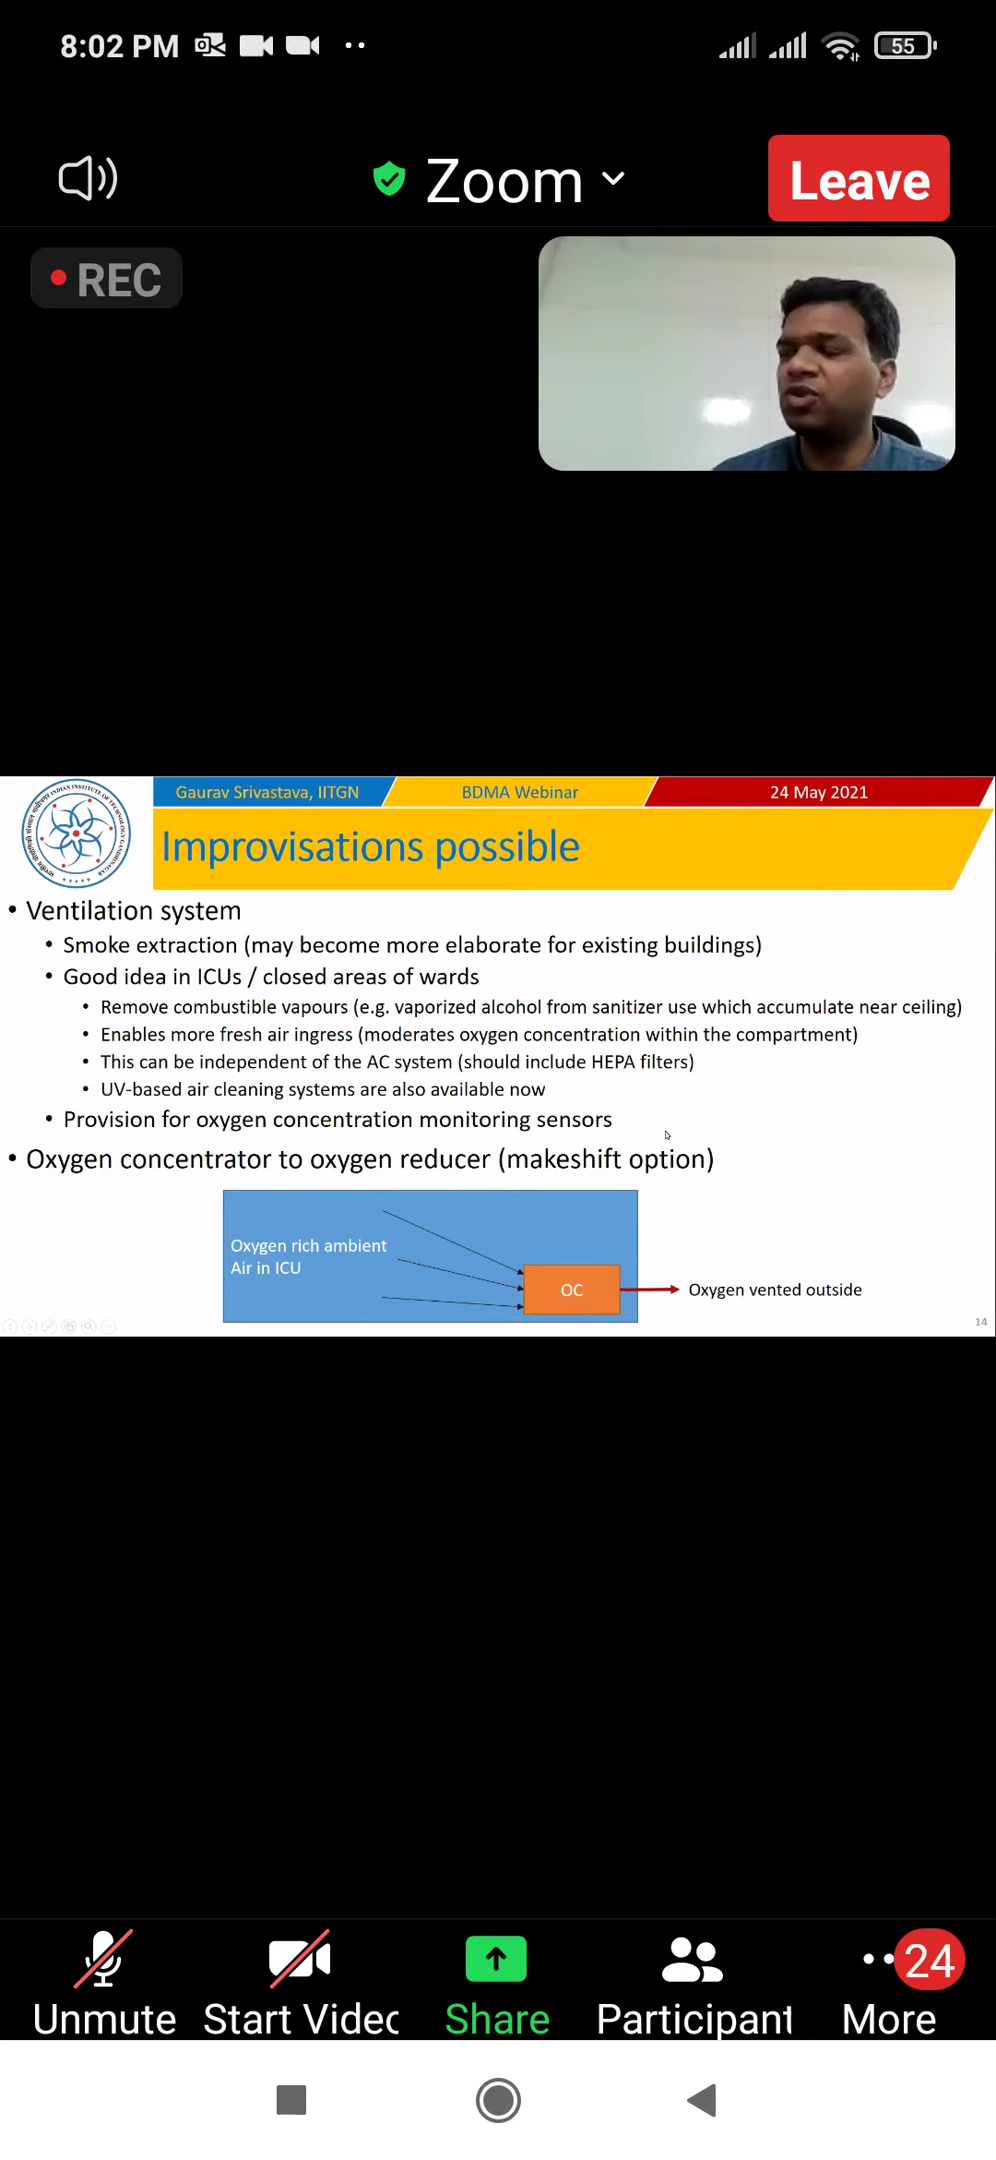 8:02 PM
55
Zoom
Leave
REC
Gaurav Srivastava, IITGN
BDMA Webinar
24 May 2021
Improvisations possible
• Ventilation system
• Smoke extraction (may become more elaborate for existing buildings)
• Good idea in ICUs / closed areas of wards
• Remove combustible vapours (e.g. vaporized alcohol from sanitizer use which accumulate near ceiling)
• Enables more fresh air ingress (moderates oxygen concentration within the compartment)
• This can be independent of the AC system (should include HEPA filters)
• UV-based air cleaning systems are also available now
• Provision for oxygen concentration monitoring sensors
• Oxygen concentrator to oxygen reducer (makeshift option)
Oxygen rich ambient
Air in ICU
OC
Oxygen vented outside
14
24
Unmute
Start Video
Share
Participant
More